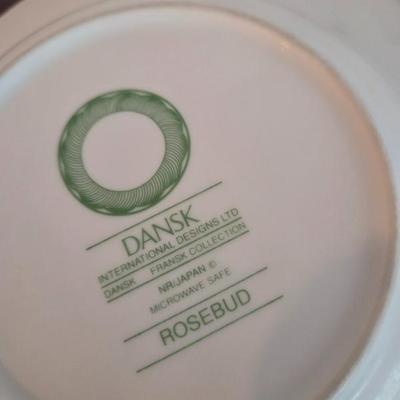 DANSK
INTERNATIONAL DESIGNS LTD
DANSK FRANSK COLLECTION
NR/JAPAN ©
MICROWAVE SAFE
ROSEBUD